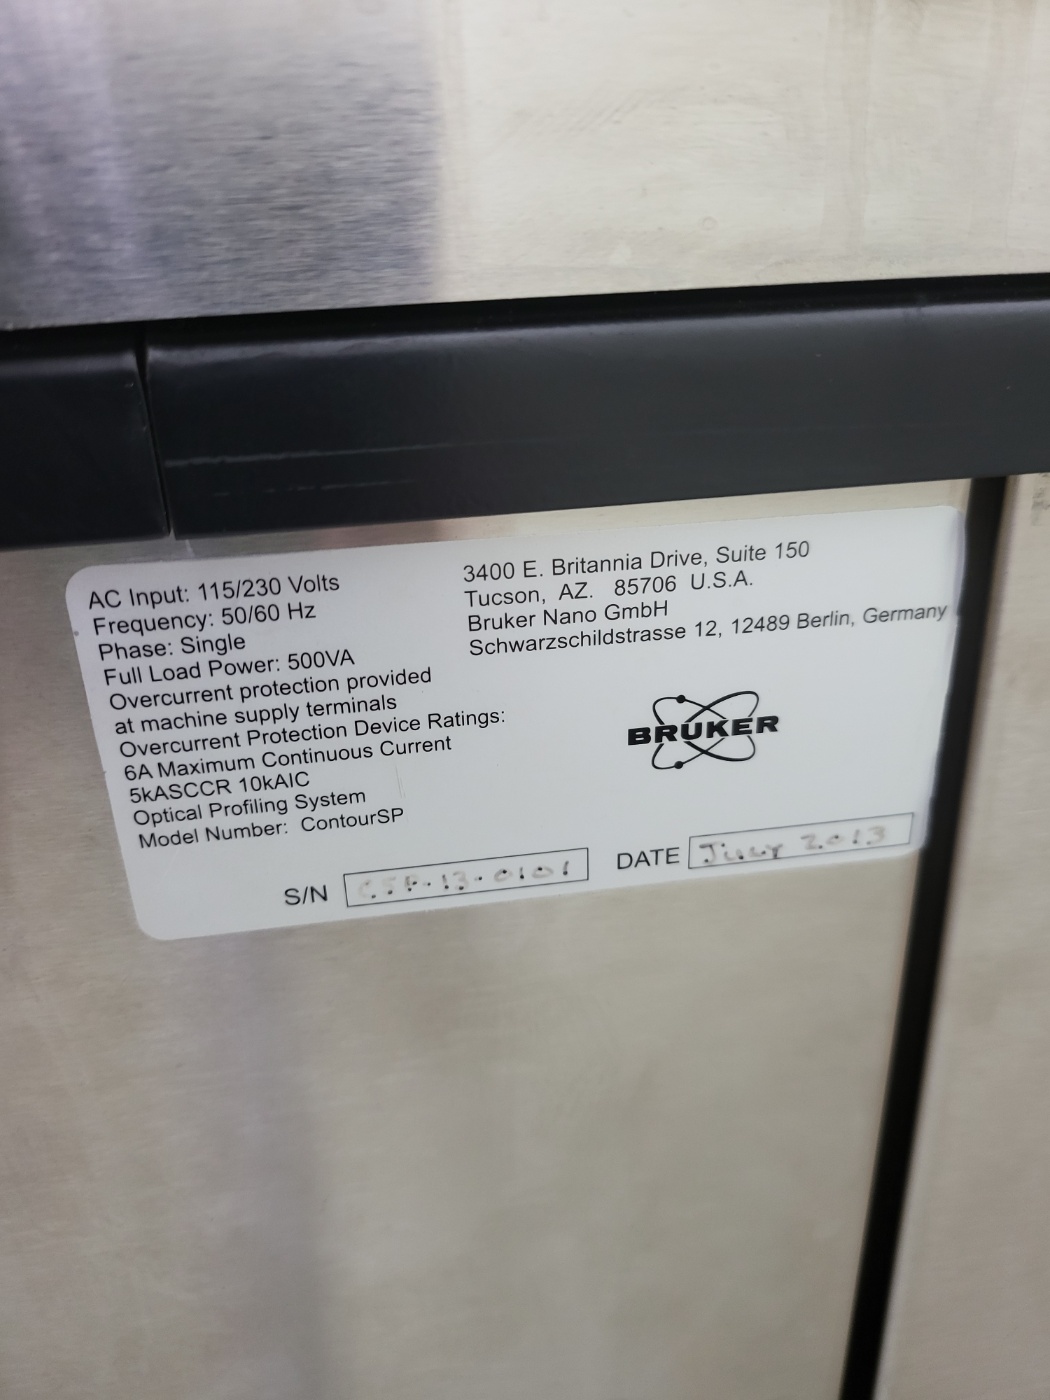 AC Input: 115/230 Volts
Frequency: 50/60 Hz
Phase: Single
Full Load Power: 500VA
Overcurrent protection provided
at machine supply terminals
Overcurrent Protection Device Ratings:
6A Maximum Continuous Current
5kASCCR 10kAIC
Optical Profiling System
Model Number: ContourSP
3400 E. Britannia Drive, Suite 150
Tucson, AZ. 85706 U.S.A.
Bruker Nano GmbH
Schwarzschildstrasse 12, 12489 Berlin, Germany
BRUKER
S/N
DATE July 2013